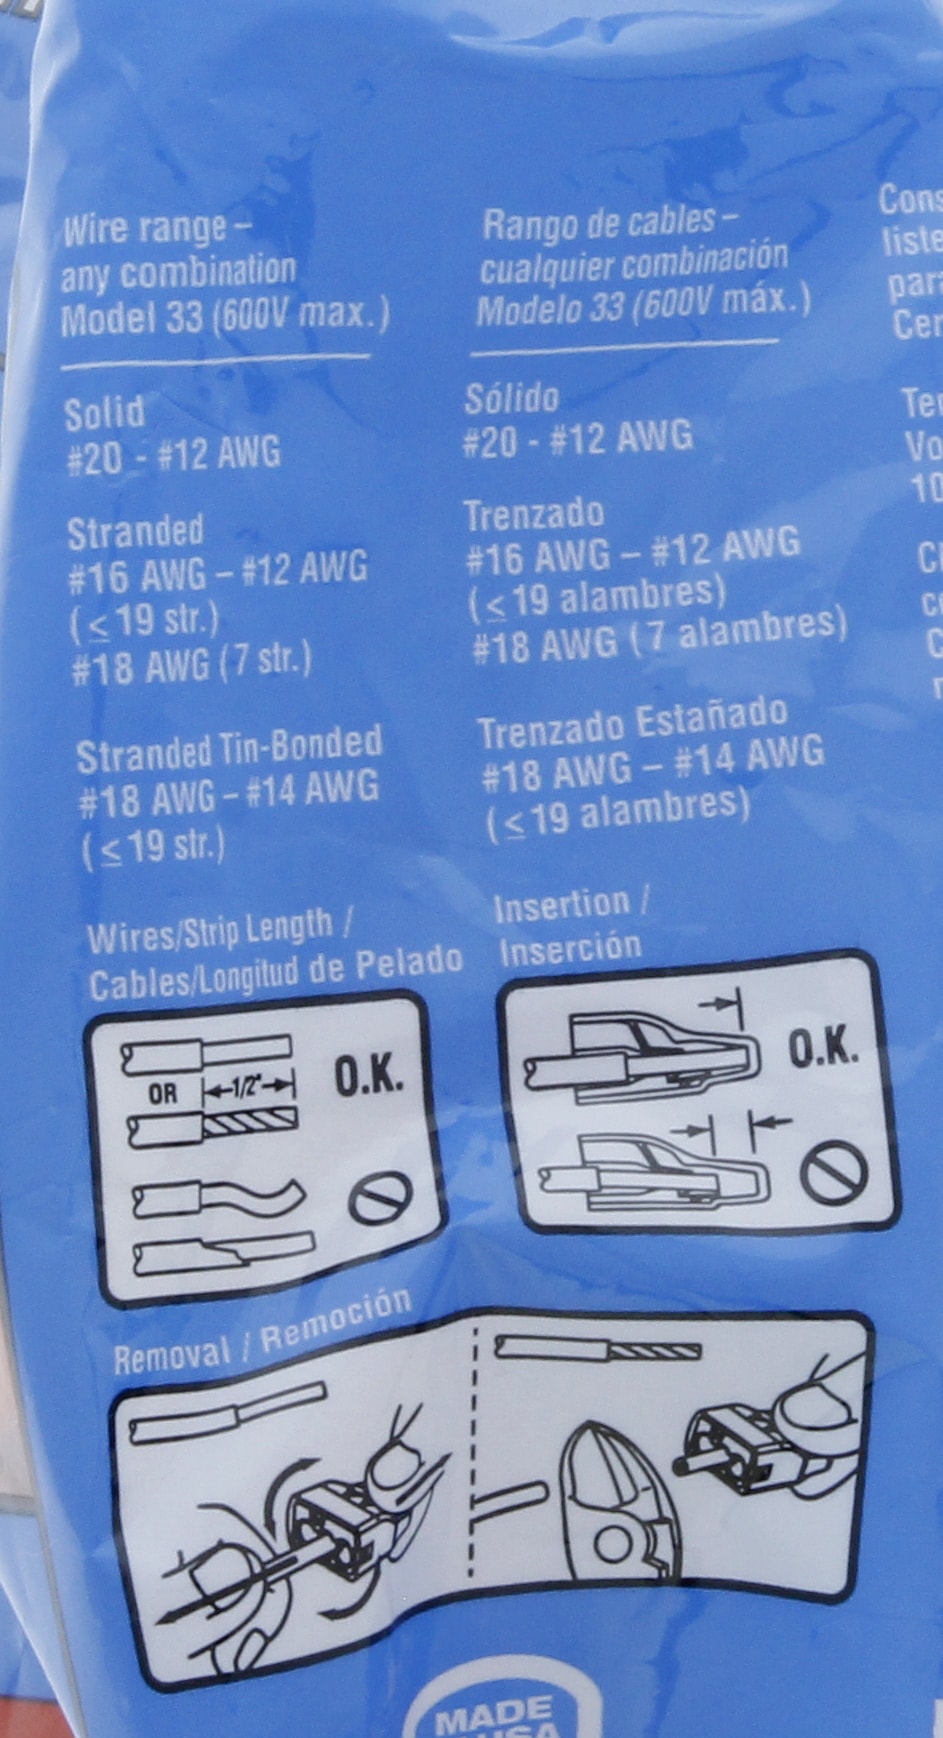 Wire range –
any combination
Model 33 (600V max.)
Solid
#20 - #12 AWG
Stranded
#16 AWG – #12 AWG
(≤ 19 str.)
#18 AWG (7 str.)
Stranded Tin-Bonded
#18 AWG – #14 AWG
(≤ 19 str.)
Wires/Strip Length /
Cables/Longitud de Pelado
OR
1/2"
O.K.
Rango de cables –
cualquier combinación
Modelo 33 (600V máx.)
Sólido
#20 - #12 AWG
Trenzado
#16 AWG – #12 AWG
(≤ 19 alambres)
#18 AWG (7 alambres)
Trenzado Estañado
#18 AWG – #14 AWG
(≤ 19 alambres)
Insertion /
Inserción
O.K.
Removal / Remoción
MADE
USA